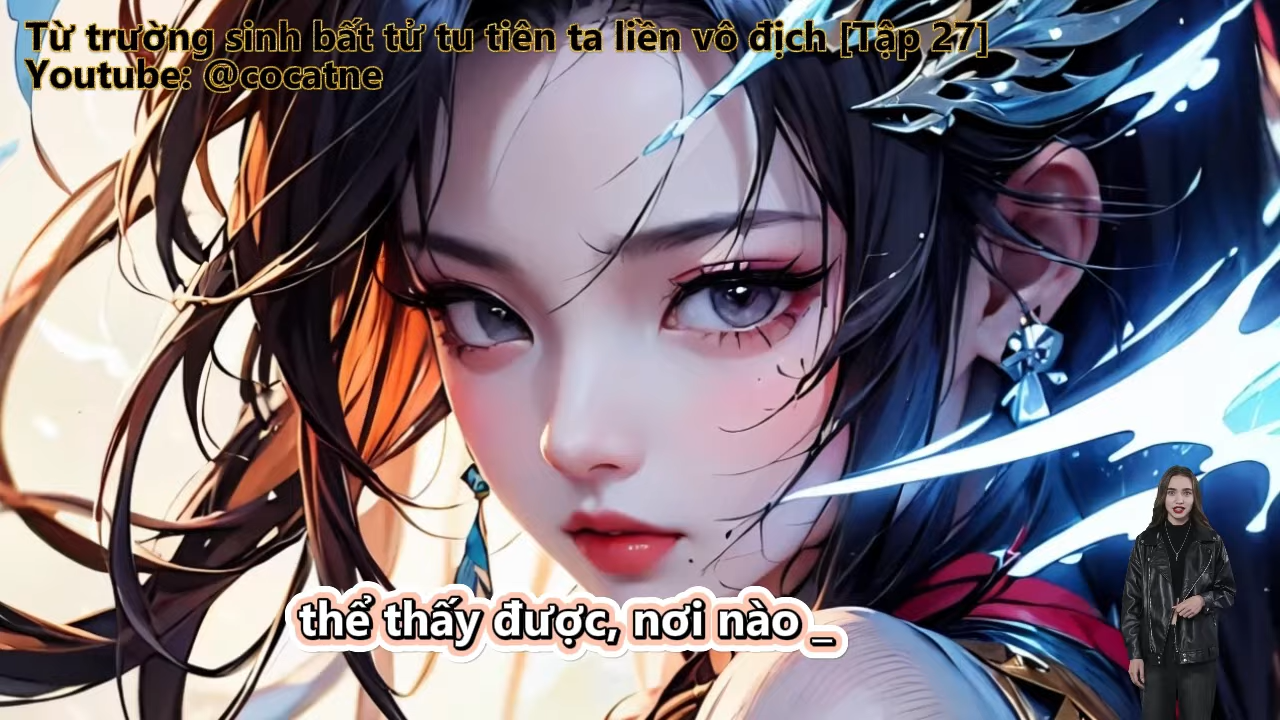 Từ trường sinh bất tử tu tiên ta liền vô địch [Tập 27]
Youtube: @cocatne
thể thấy được, nơi nào _